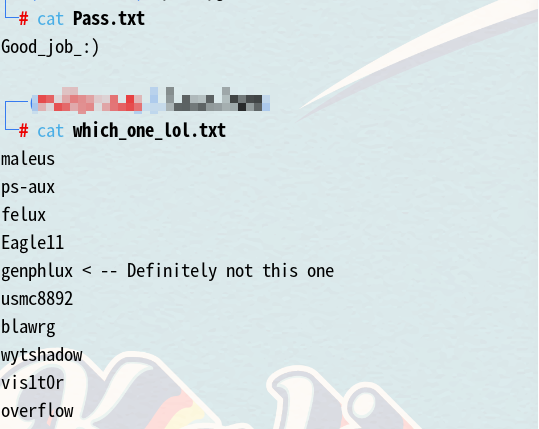 # cat Pass.txt
Good_job_:)
# cat which_one_lol.txt
maleus
ps-aux
felux
Eagle11
genphlux < -- Definitely not this one
usmc8892
blawrg
wytshadow
vis1t0r
overflow